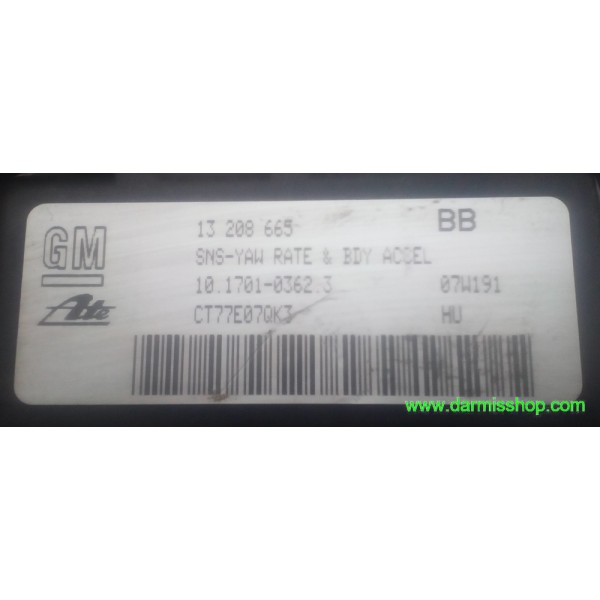 GM
13 208 665
BB
SNS-YAW RATE & BDY ACCEL
Ate
10.1701-0362.3
07W191
CT77E07QK3
HU
www.darmisshop.com